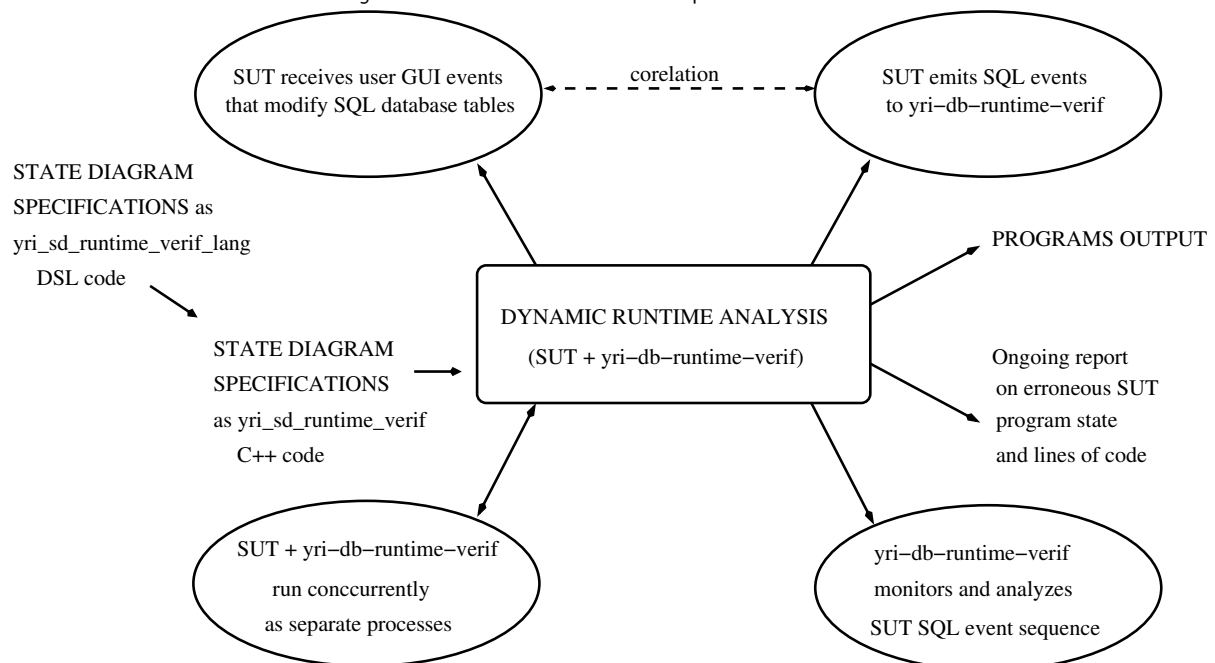 SUT receives user GUI events
that modify SQL database tables
corelation
SUT emits SQL events
to yri−db−runtime−verif
STATE DIAGRAM
SPECIFICATIONS as
yri_sd_runtime_verif_lang
DSL code
PROGRAMS OUTPUT
DYNAMIC RUNTIME ANALYSIS
(SUT + yri−db−runtime−verif)
STATE DIAGRAM
SPECIFICATIONS
as yri_sd_runtime_verif
C++ code
Ongoing report
on erroneous SUT
program state
and lines of code
SUT + yri−db−runtime−verif
run conccurrently
as separate processes
yri−db−runtime−verif
monitors and analyzes
SUT SQL event sequence